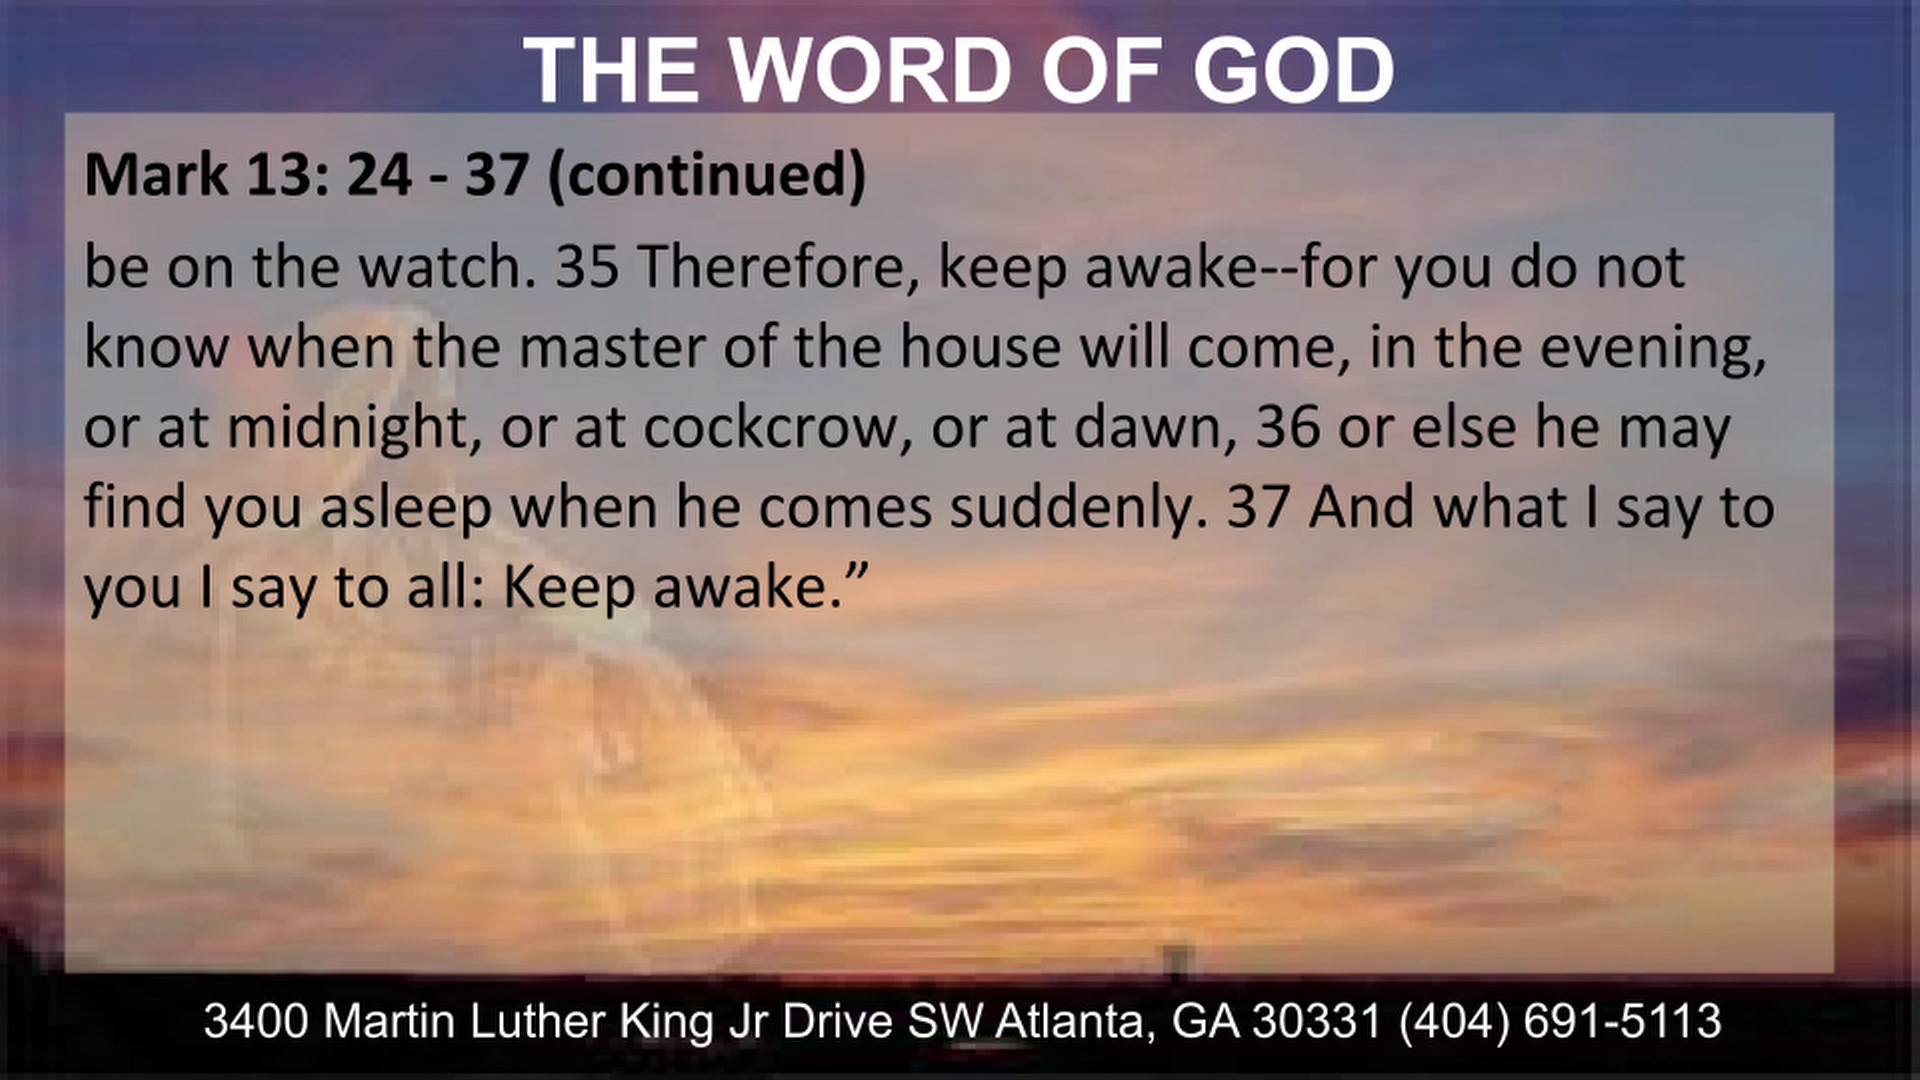 THE WORD OF GOD
Mark 13: 24 - 37 (continued)
be on the watch. 35 Therefore, keep awake--for you do not
know when the master of the house will come, in the evening,
or at midnight, or at cockcrow, or at dawn, 36 or else he may
find you asleep when he comes suddenly. 37 And what I say to
you I say to all: Keep awake.”
3400 Martin Luther King Jr Drive SW Atlanta, GA 30331 (404) 691-5113